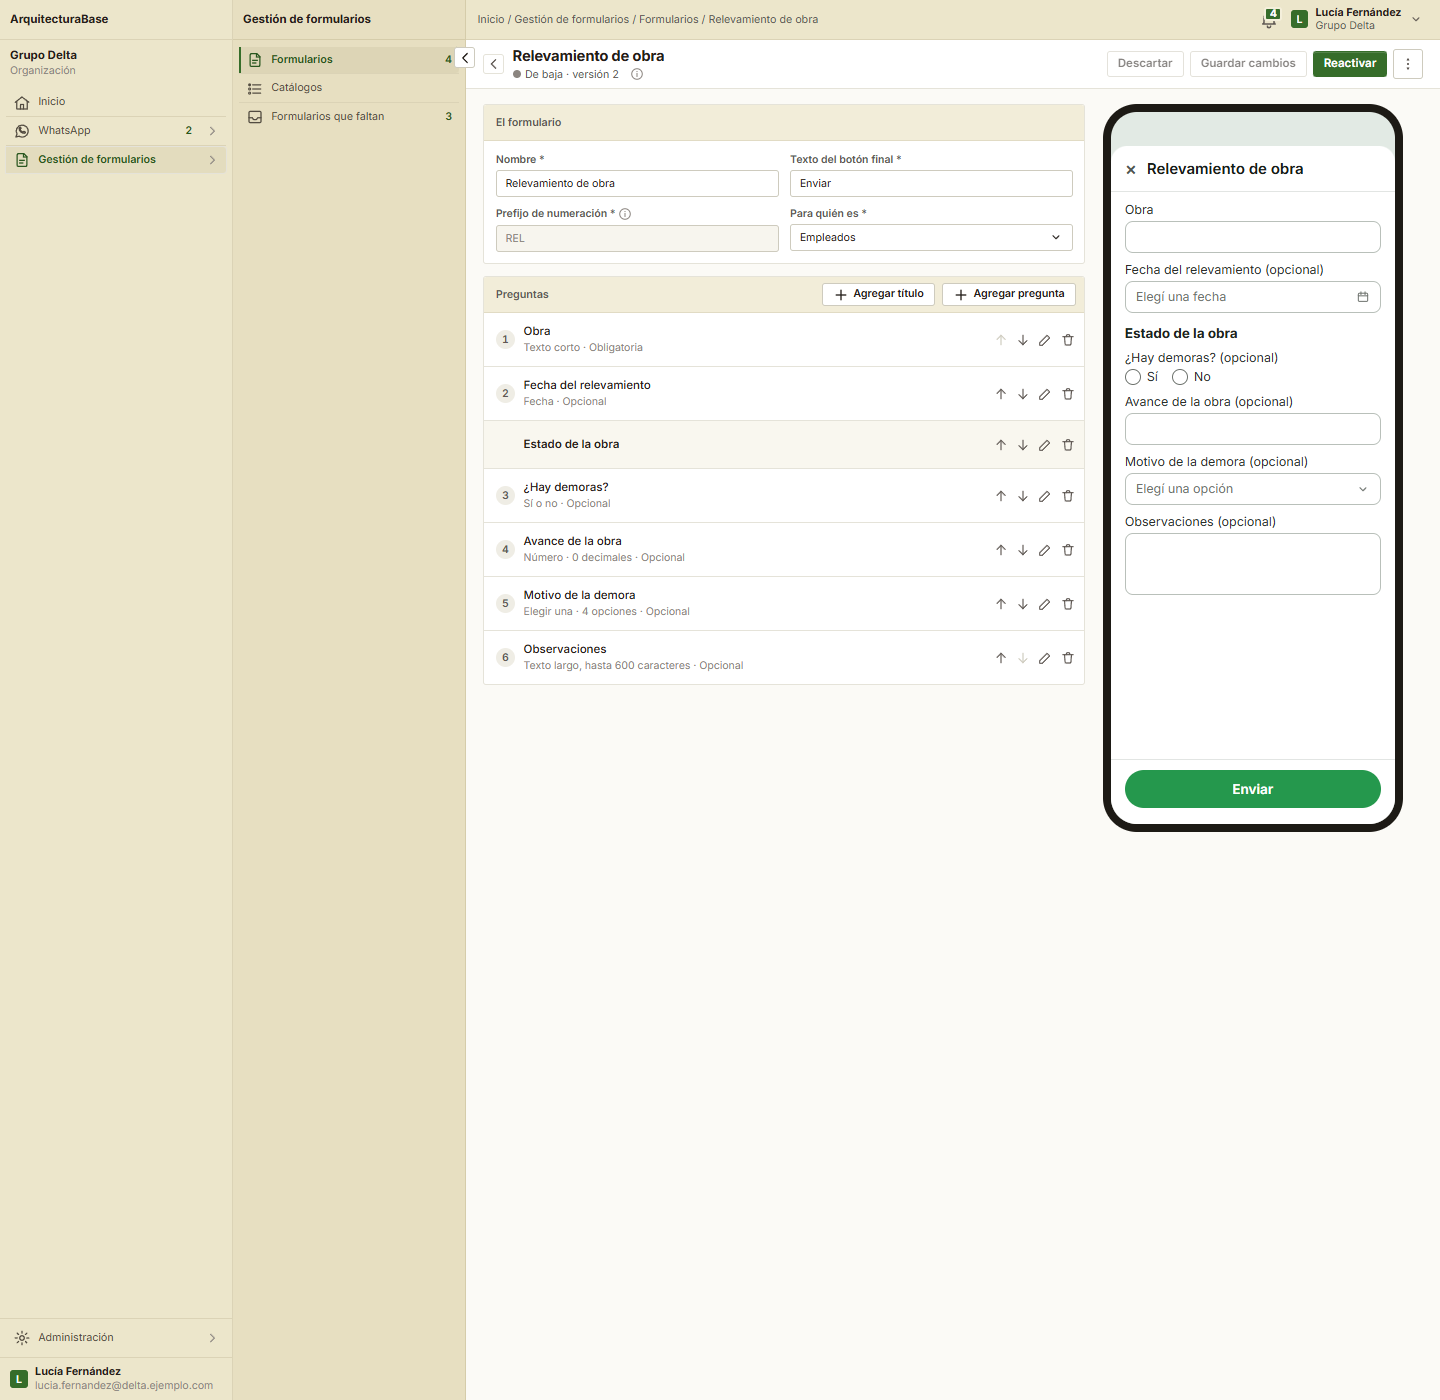 ArquitecturaBase
Grupo Delta
Organización
Inicio
WhatsApp 2
Gestión de formularios
Administración
L Lucía Fernández
lucia.fernandez@delta.ejemplo.com
Gestión de formularios
Formularios 4
Catálogos
Formularios que faltan 3
Inicio / Gestión de formularios / Formularios / Relevamiento de obra
4
L Lucía Fernández
Grupo Delta
Relevamiento de obra
De baja · versión 2
Descartar
Guardar cambios
Reactivar
El formulario
Nombre *
Relevamiento de obra
Texto del botón final *
Enviar
Prefijo de numeración *
REL
Para quién es *
Empleados
Preguntas
Agregar título
Agregar pregunta
1 Obra
Texto corto · Obligatoria
2 Fecha del relevamiento
Fecha · Opcional
Estado de la obra
3 ¿Hay demoras?
Sí o no · Opcional
4 Avance de la obra
Número · 0 decimales · Opcional
5 Motivo de la demora
Elegir una · 4 opciones · Opcional
6 Observaciones
Texto largo, hasta 600 caracteres · Opcional
Relevamiento de obra
Obra
Fecha del relevamiento (opcional)
Elegí una fecha
Estado de la obra
¿Hay demoras? (opcional)
Sí No
Avance de la obra (opcional)
Motivo de la demora (opcional)
Elegí una opción
Observaciones (opcional)
Enviar